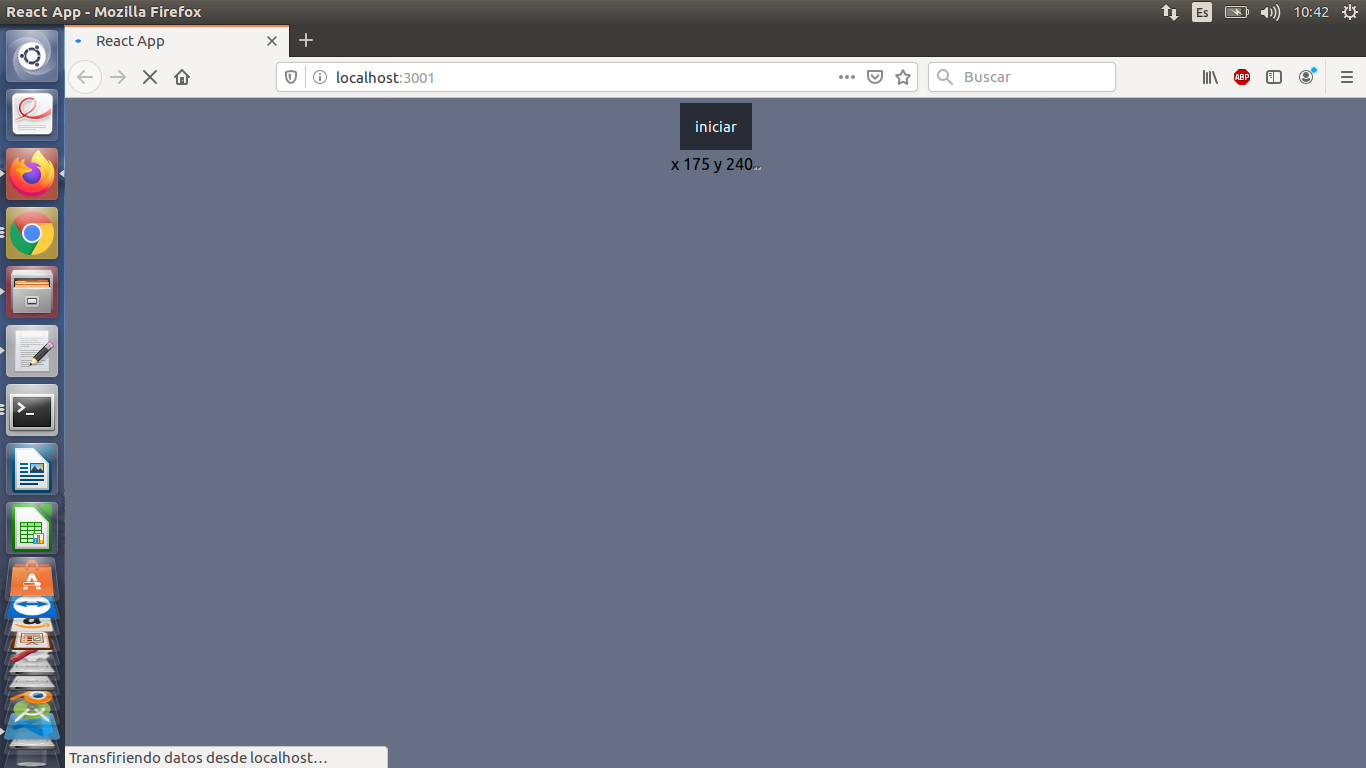 React App - Mozilla Firefox
Es
10:42
React App
localhost:3001
Buscar
ABP
iniciar
x 175 y 240
Transfiriendo datos desde localhost…